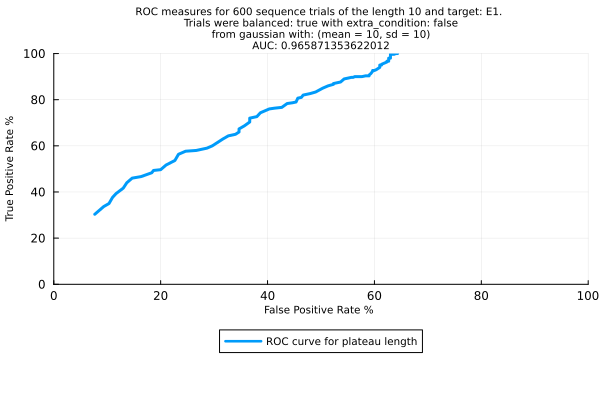 ROC measures for 600 sequence trials of the length 10 and target: E1.
Trials were balanced: true with extra_condition: false
from gaussian with: (mean = 10, sd = 10)
AUC: 0.965871353622012
100
80
60
40
20
0
True Positive Rate %
0 20 40 60 80 100
False Positive Rate %
ROC curve for plateau length